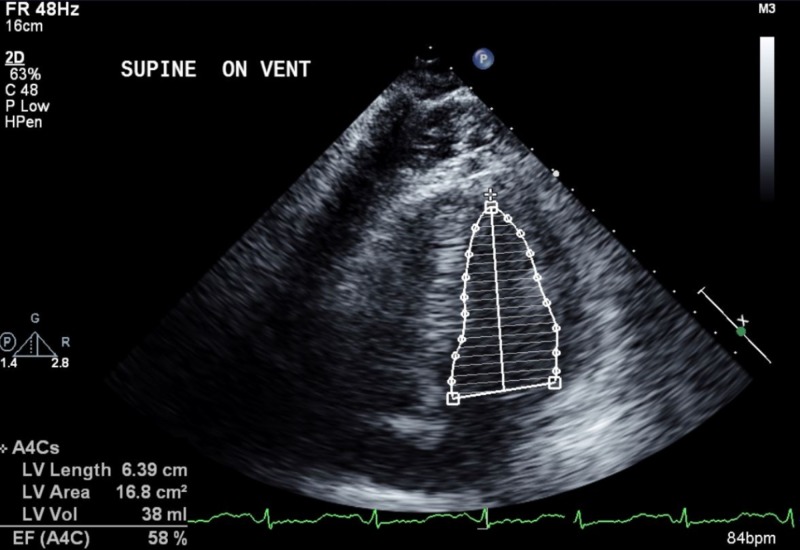 FR 48Hz
16cm
M3
2D
63%
C 48
P Low
HPen
SUPINE ON VENT
P
G
P R
1.4 2.8
x
A4Cs
LV Length 6.39 cm
LV Area 16.8 cm²
LV Vol 38 ml
EF (A4C) 58 %
84bpm